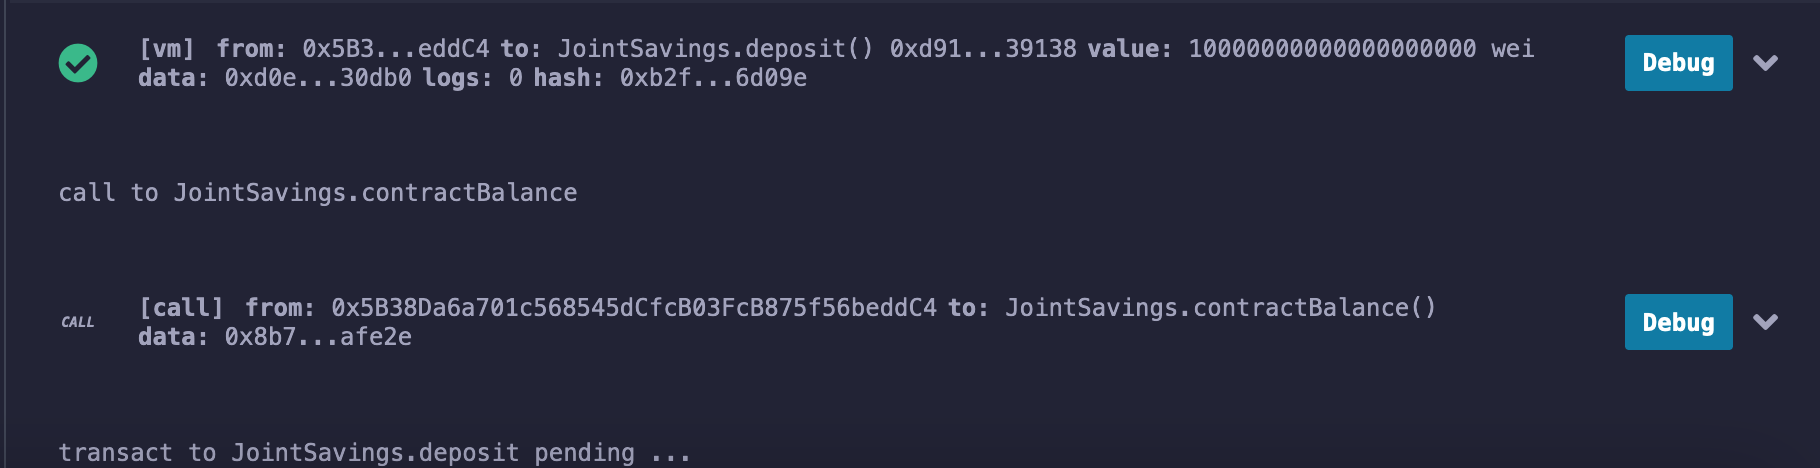 [vm] from: 0x5B3...eddC4 to: JointSavings.deposit() 0xd91...39138 value: 10000000000000000000 wei
data: 0xd0e...30db0 logs: 0 hash: 0xb2f...6d09e
Debug
call to JointSavings.contractBalance
CALL
[call] from: 0x5B38Da6a701c568545dCfcB03FcB875f56beddC4 to: JointSavings.contractBalance()
data: 0x8b7...afe2e
Debug
transact to JointSavings.deposit pending ...